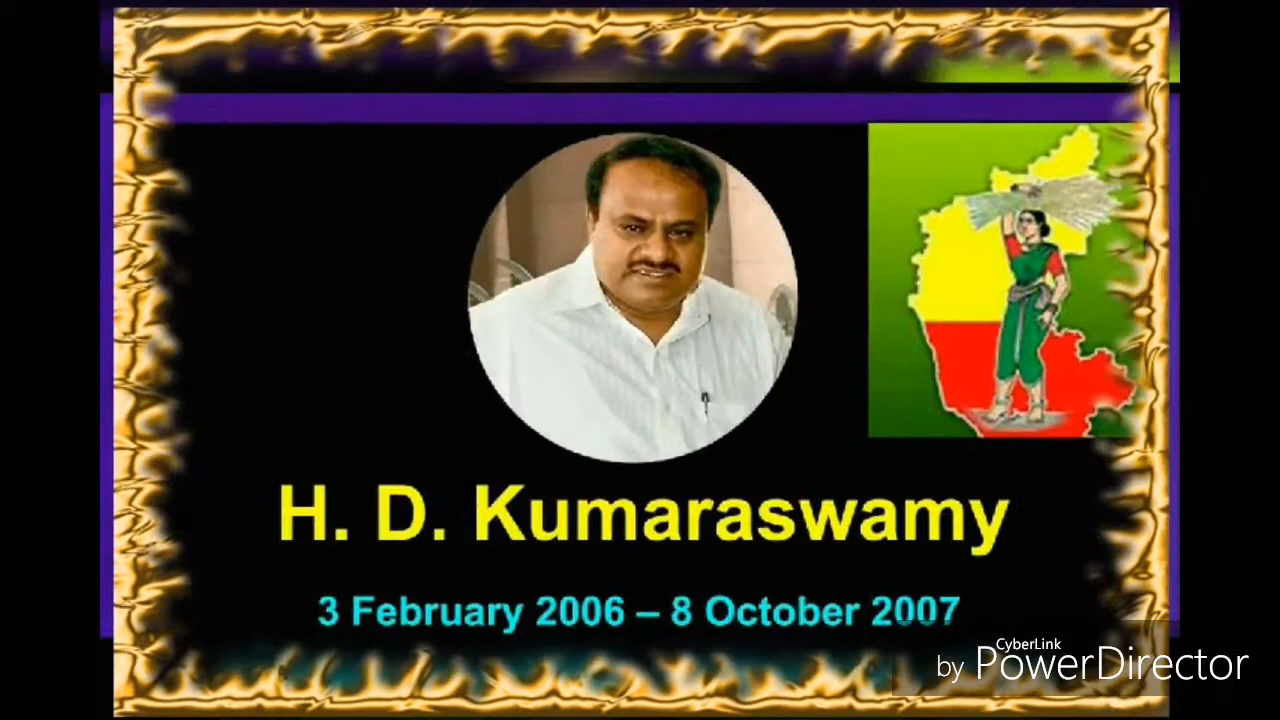 H. D. Kumaraswamy
3 February 2006 – 8 October 2007
CyberLink
by PowerDirector